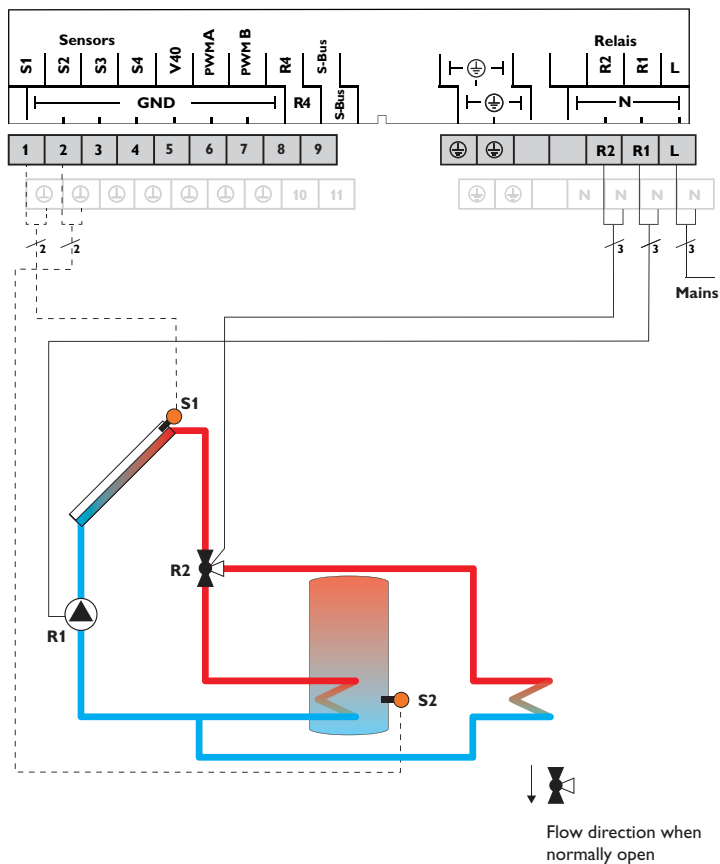 Sensors
Relais
S1 S2 S3 S4 V40 PWMA PWM B R4 S-Bus R2 R1 L
GND R4 S-Bus N
1 2 3 4 5 6 7 8 9 R2 R1 L
10 11 N N N N
2 2 3 3 3
Mains
S1
R2
R1
S2
Flow direction when
normally open